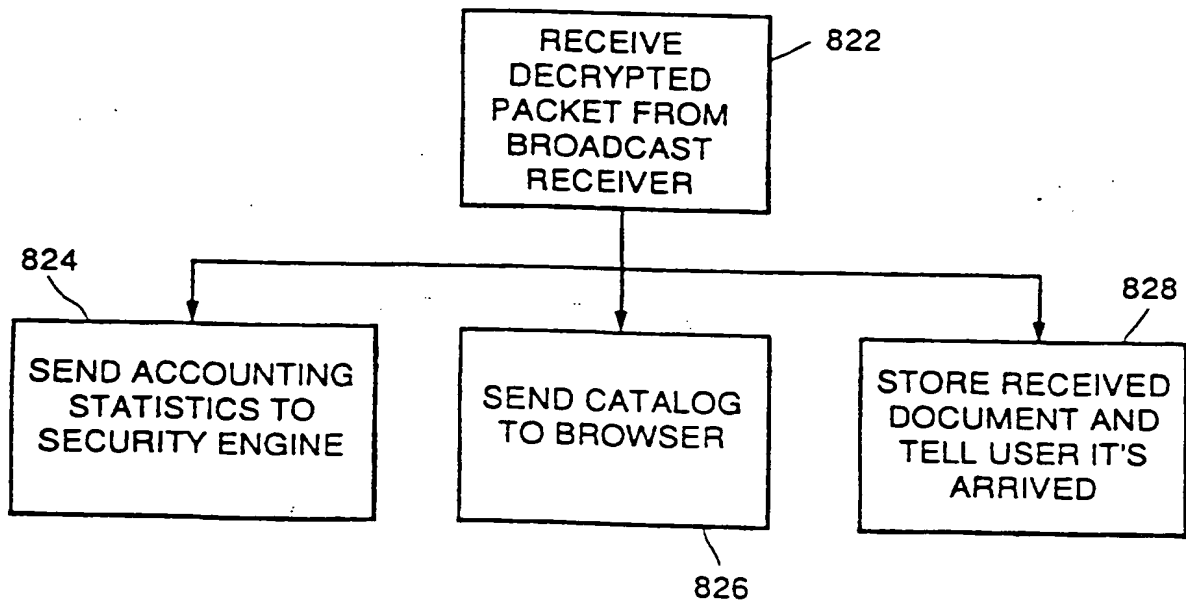 RECEIVE
DECRYPTED
PACKET FROM
BROADCAST
RECEIVER
822
824
SEND ACCOUNTING
STATISTICS TO
SECURITY ENGINE
SEND CATALOG
TO BROWSER
826
828
STORE RECEIVED
DOCUMENT AND
TELL USER IT'S
ARRIVED